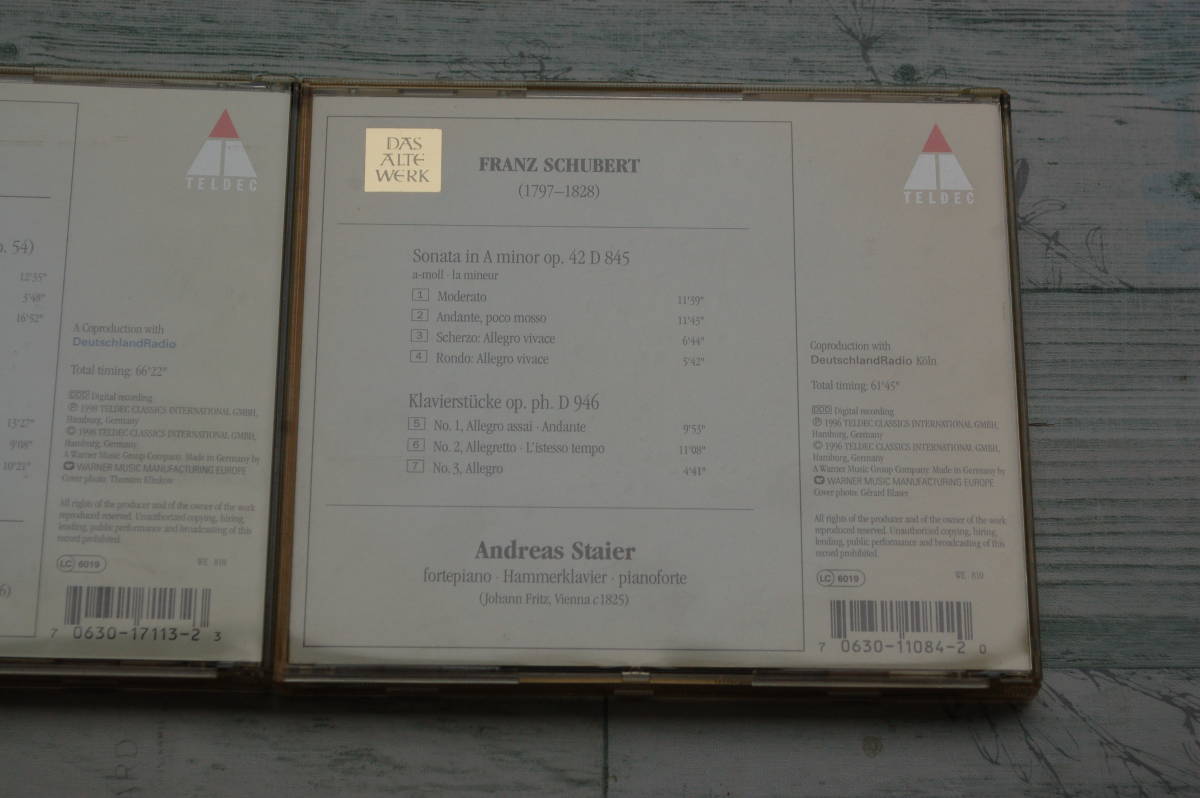 TELDEC
p. 54)
12'35"
3'48"
16'52"
A Coproduction with
DeutschlandRadio
Total timing: 66'22"
DDD Digital recording
℗ 1998 TELDEC CLASSICS INTERNATIONAL GMBH,
Hamburg, Germany
© 1998 TELDEC CLASSICS INTERNATIONAL GMBH,
Hamburg, Germany
A Warner Music Group Company. Made in Germany by
WARNER MUSIC MANUFACTURING EUROPE
Cover photo: Thorsten Klinkow
13'27"
9'08"
10'21"
All rights of the producer and of the owner of the work
reproduced reserved. Unauthorized copying, hiring,
lending, public performance and broadcasting of this
record prohibited.
LC 6019
WE 810
6)
7 0630-17113-2 3
DAS
ALTE
WERK
FRANZ SCHUBERT
(1797–1828)
Sonata in A minor op. 42 D 845
a-moll · la mineur
1 Moderato 11'39"
2 Andante, poco mosso 11'45"
3 Scherzo: Allegro vivace 6'44"
4 Rondo: Allegro vivace 5'42"
Klavierstücke op. ph. D 946
5 No. 1, Allegro assai · Andante 9'53"
6 No. 2, Allegretto · L'istesso tempo 11'08"
7 No. 3, Allegro 4'41"
Andreas Staier
fortepiano · Hammerklavier · pianoforte
(Johann Fritz, Vienna c1825)
TELDEC
Coproduction with
DeutschlandRadio Köln
Total timing: 61'45"
DDD Digital recording
℗ 1996 TELDEC CLASSICS INTERNATIONAL GMBH,
Hamburg, Germany
© 1996 TELDEC CLASSICS INTERNATIONAL GMBH,
Hamburg, Germany
A Warner Music Group Company. Made in Germany by
WARNER MUSIC MANUFACTURING EUROPE
Cover photo: Gérard Blaser
All rights of the producer and of the owner of the work
reproduced reserved. Unauthorized copying, hiring,
lending, public performance and broadcasting of this
record prohibited.
LC 6019
WE 810
7 0630-11084-2 0